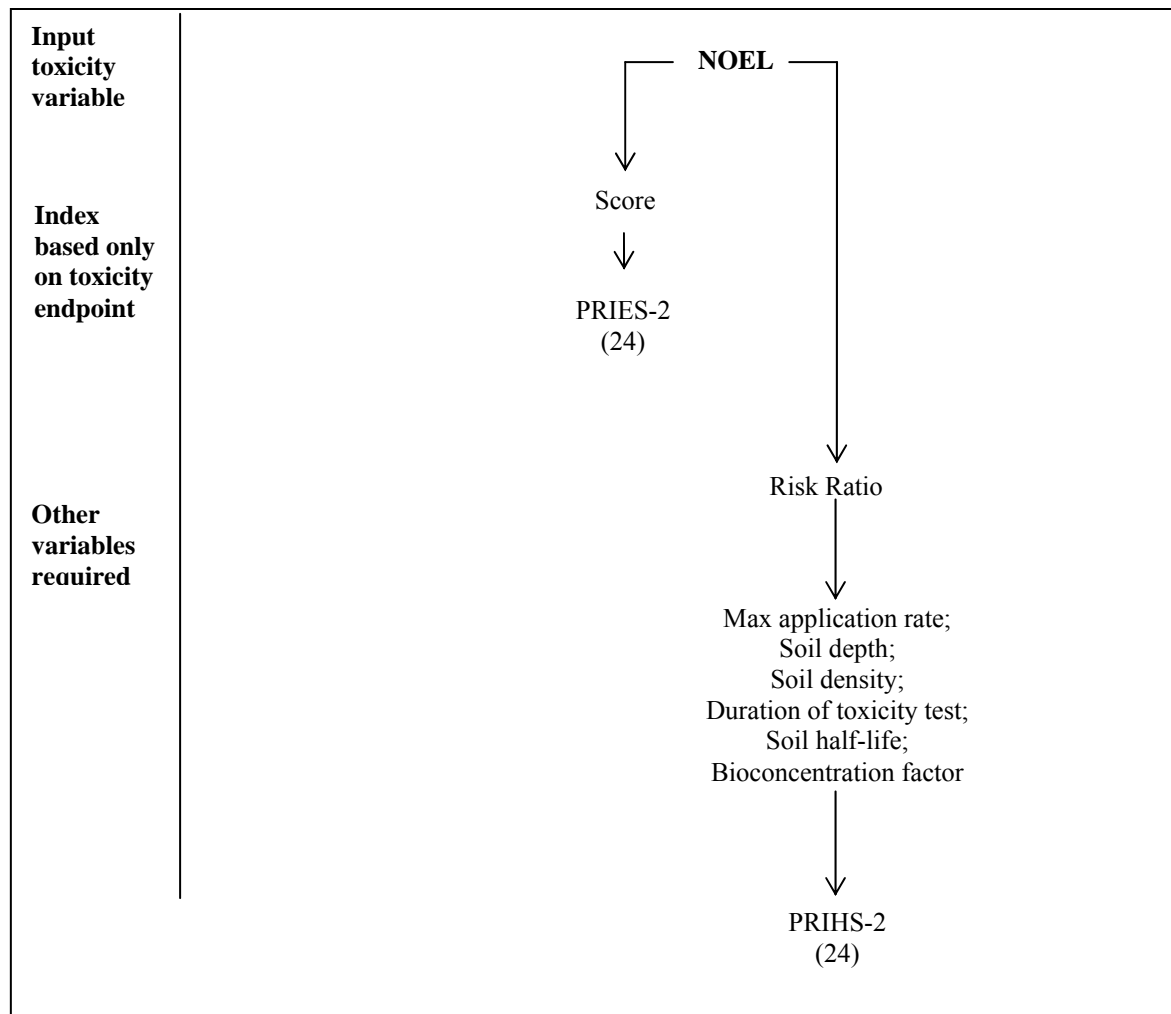 Input
toxicity
variable
NOEL
Score
Index
based only
on toxicity
endpoint
PRIES-2
(24)
Risk Ratio
Other
variables
required
Max application rate;
Soil depth;
Soil density;
Duration of toxicity test;
Soil half-life;
Bioconcentration factor
PRIHS-2
(24)